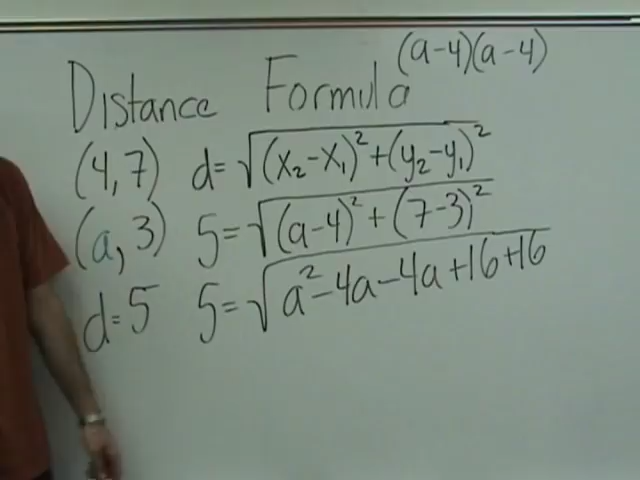 (a-4)(a-4)
Distance Formula
(4,7) d=√(x₂-x₁)²+(y₂-y₁)²
(a,3) 5=√(a-4)²+(7-3)²
d=5 5=√a²-4a-4a+16+16